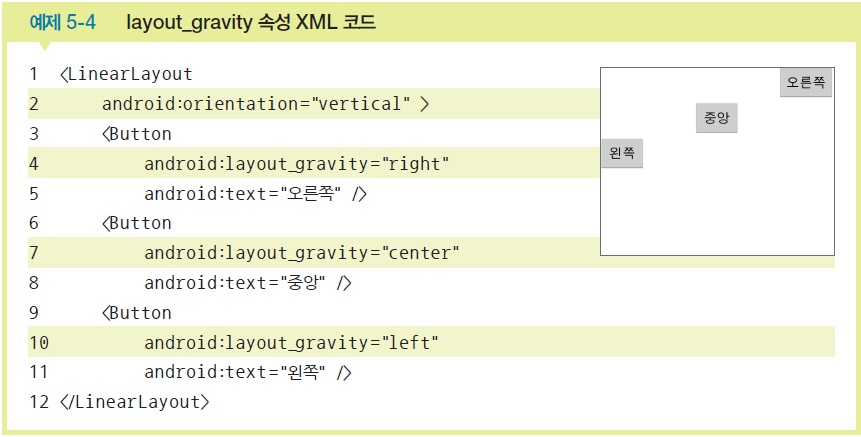 예제 5-4 layout_gravity 속성 XML 코드
1 <LinearLayout
2 android:orientation="vertical" >
3 <Button
4 android:layout_gravity="right"
5 android:text="오른쪽" />
6 <Button
7 android:layout_gravity="center"
8 android:text="중앙" />
9 <Button
10 android:layout_gravity="left"
11 android:text="왼쪽" />
12 </LinearLayout>
오른쪽
중앙
왼쪽